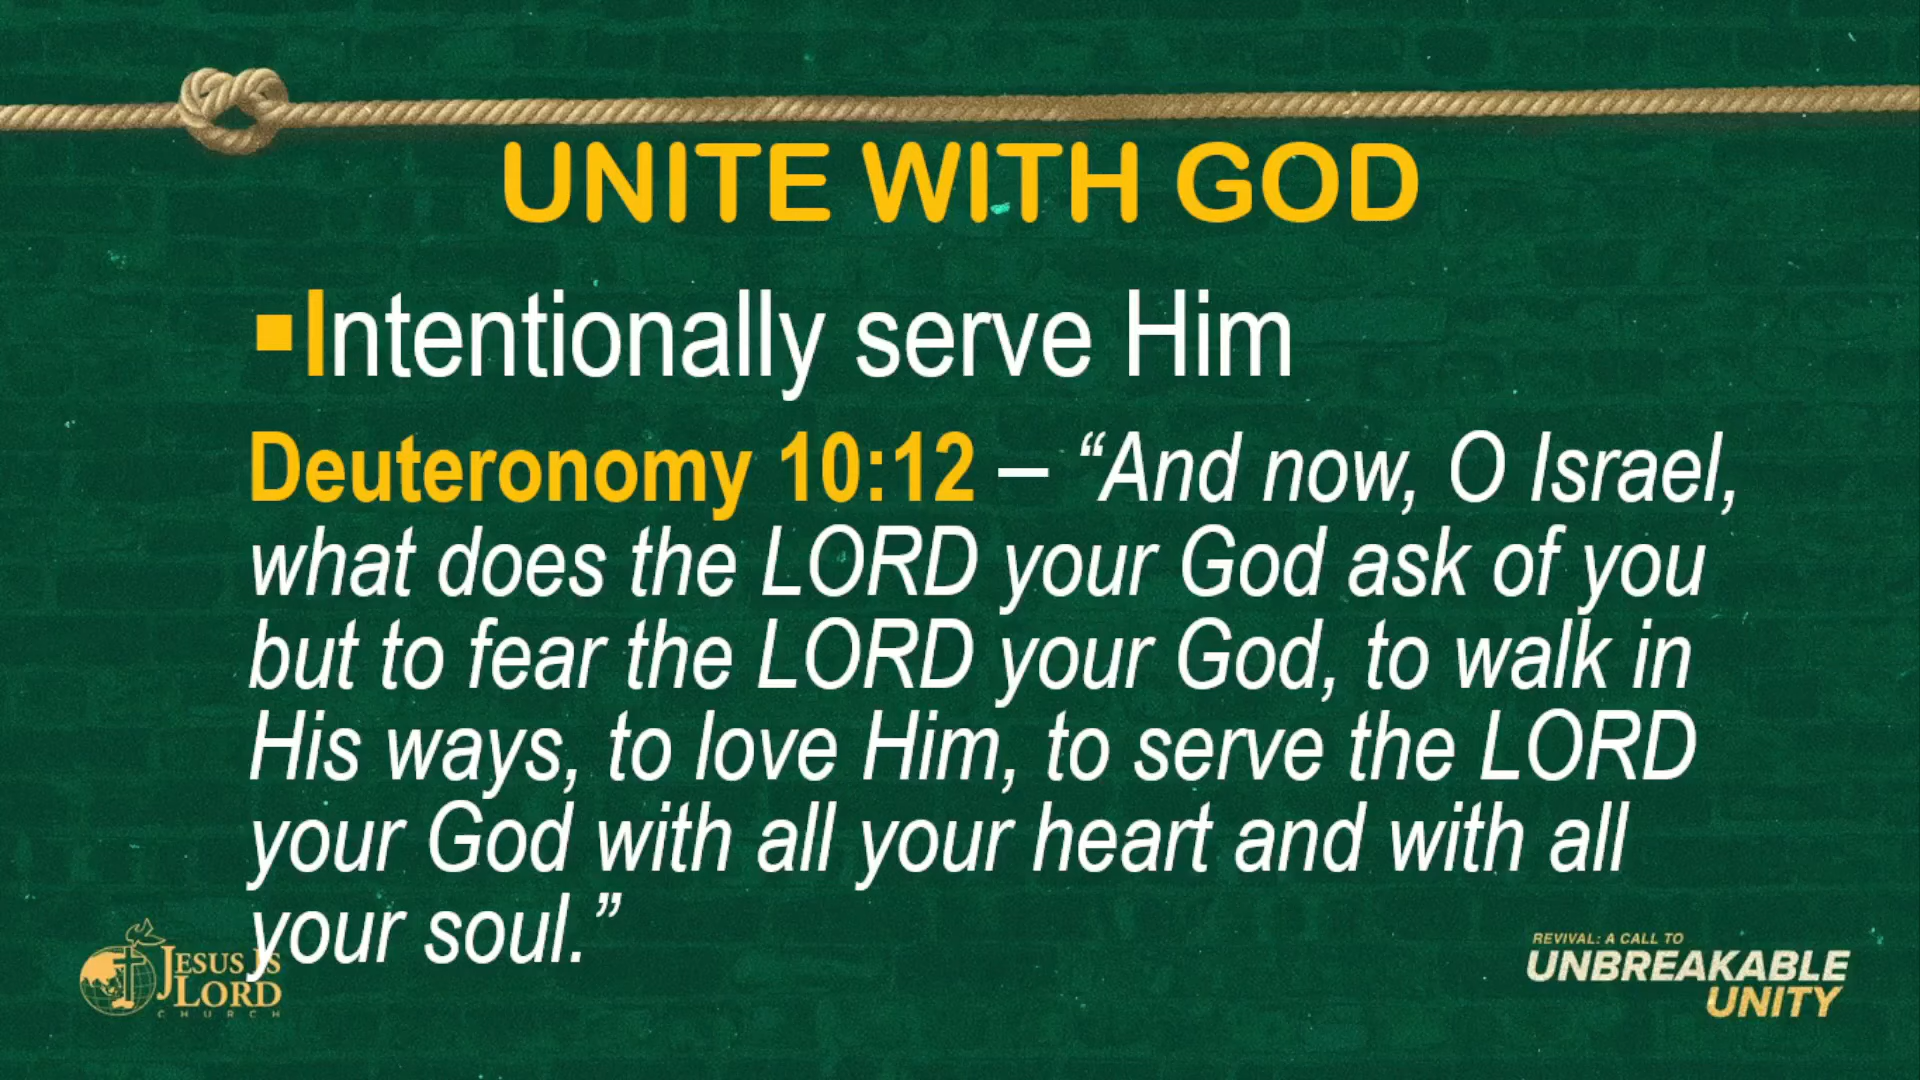 UNITE WITH GOD
▪Intentionally serve Him
Deuteronomy 10:12 – “And now, O Israel,
what does the LORD your God ask of you
but to fear the LORD your God, to walk in
His ways, to love Him, to serve the LORD
your God with all your heart and with all
your soul.”
JESUS IS
LORD
CHURCH
REVIVAL: A CALL TO
UNBREAKABLE
UNITY